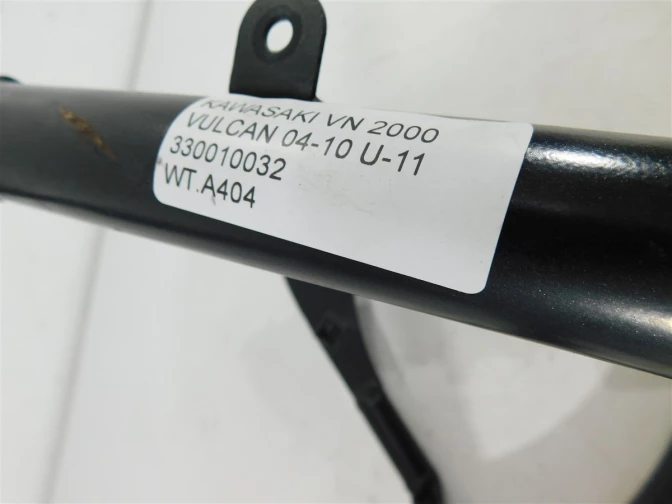 KAWASAKI VN 2000
VULCAN 04-10 U-11
330010032
WT.A404